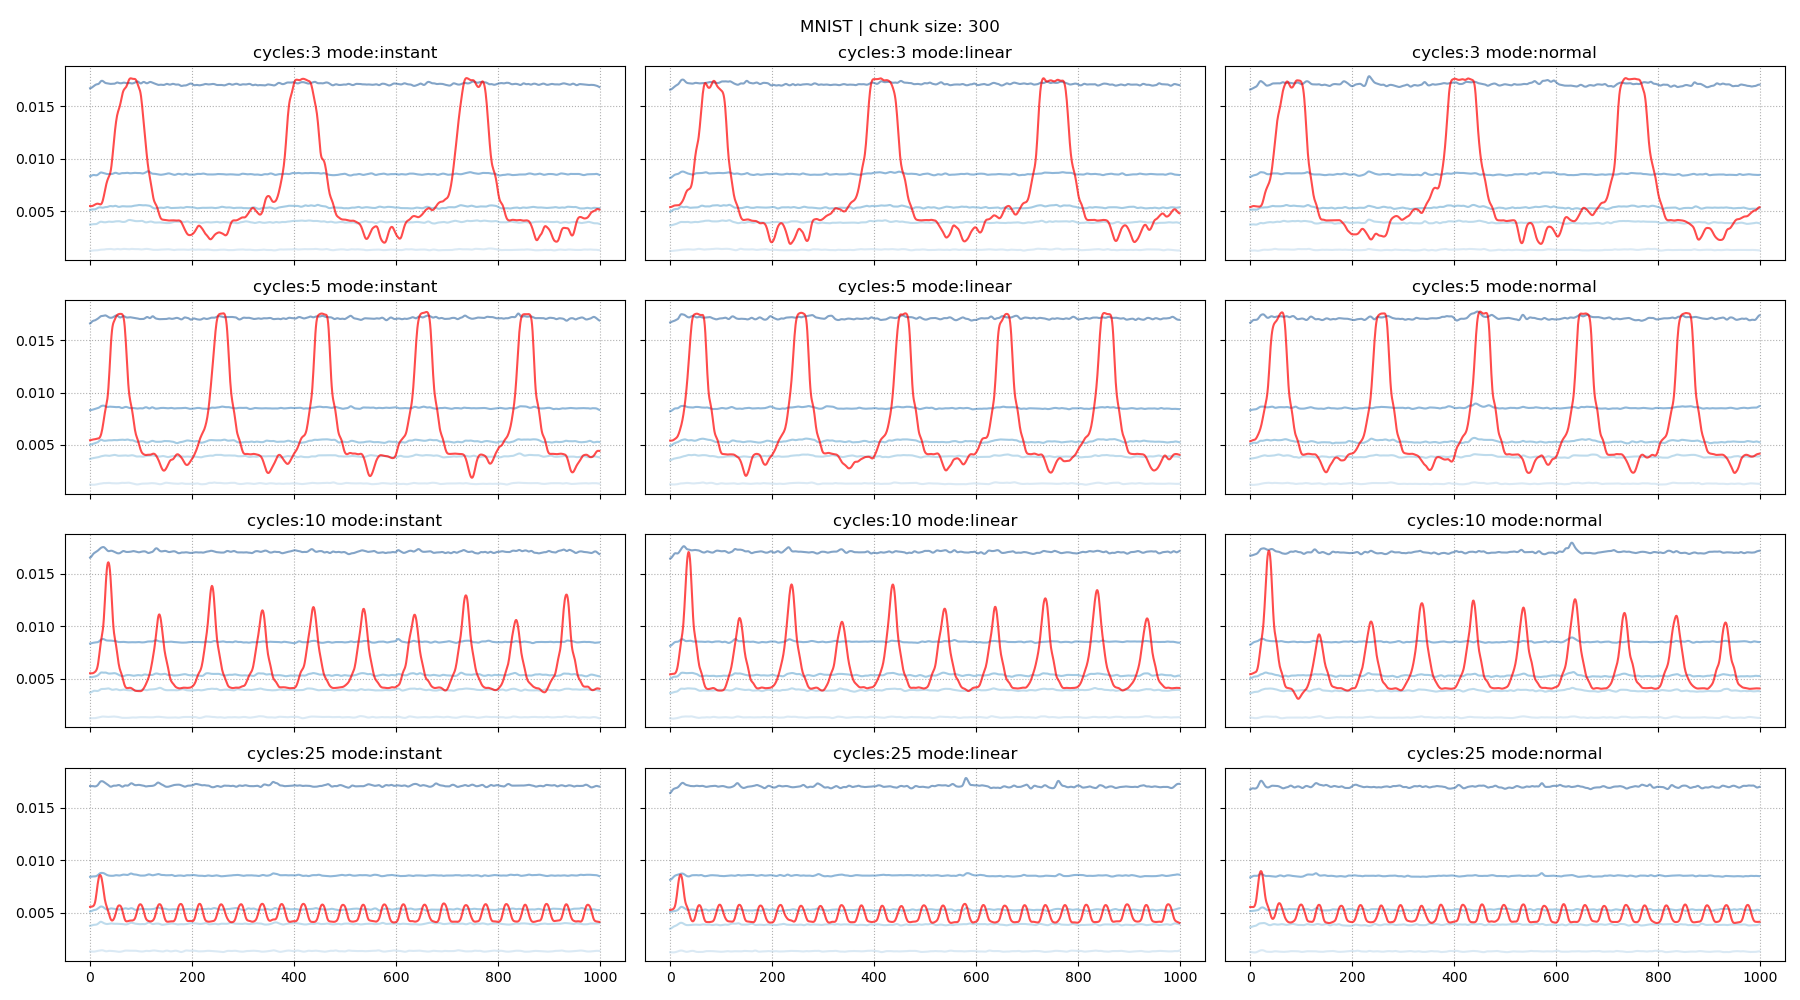 MNIST | chunk size: 300
cycles:3 mode:instant
cycles:3 mode:linear
cycles:3 mode:normal
0.015
0.010
0.005
cycles:5 mode:instant
cycles:5 mode:linear
cycles:5 mode:normal
0.015
0.010
0.005
cycles:10 mode:instant
cycles:10 mode:linear
cycles:10 mode:normal
0.015
0.010
0.005
cycles:25 mode:instant
cycles:25 mode:linear
cycles:25 mode:normal
0.015
0.010
0.005
0 200 400 600 800 1000
0 200 400 600 800 1000
0 200 400 600 800 1000